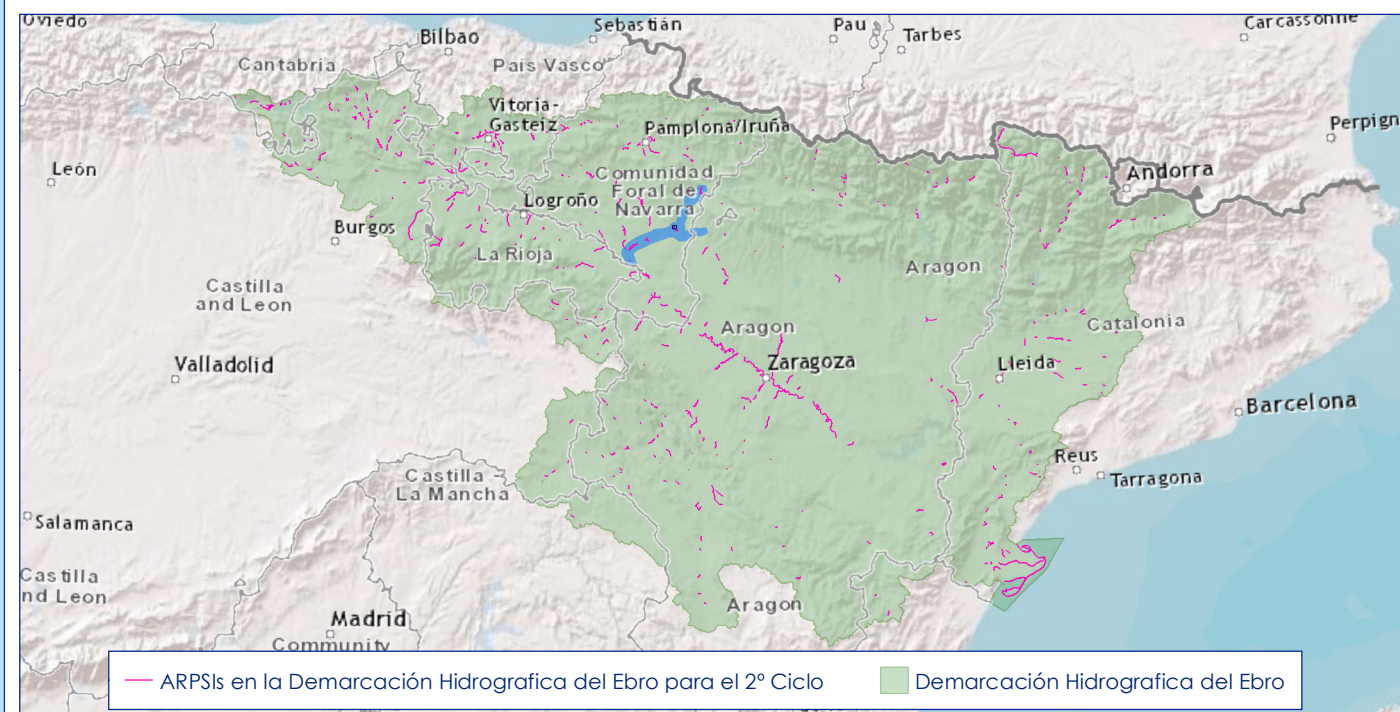 Oviedo
Bilbao
Sebastián
Pau
Tarbes
Carcassonne
Cantabria
País Vasco
Vitoria-
Gasteiz
Pamplona/Iruña
Perpign
León
Comunidad
Foral de
Navarra
Andorra
Burgos
Logroño
La Rioja
Aragon
Castilla
and Leon
Aragon
Catalonia
Valladolid
Zaragoza
Lleida
Barcelona
Castilla
La Mancha
Reus
Tarragona
Salamanca
Castilla
nd Leon
Aragon
Madrid
Community
ARPSIs en la Demarcación Hidrografica del Ebro para el 2º Ciclo
Demarcación Hidrografica del Ebro